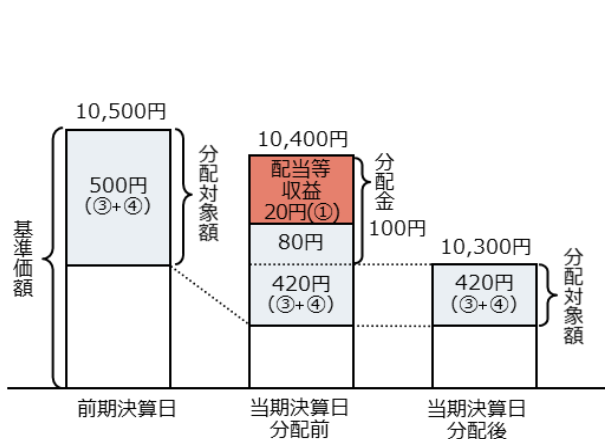 10,500円
500円
(③+④)
分配対象額
基準価額
前期決算日
10,400円
配当等
収益
20円(①)
80円
420円
(③+④)
分配金
100円
当期決算日
分配前
10,300円
420円
(③+④)
分配対象額
当期決算日
分配後